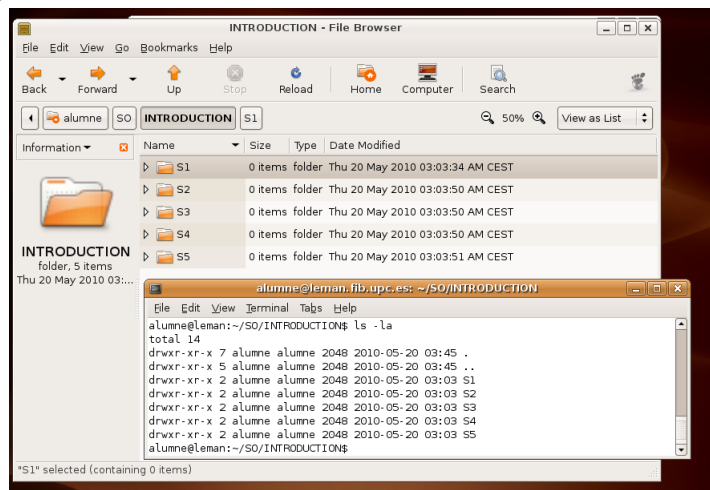 INTRODUCTION - File Browser
File Edit View Go Bookmarks Help
Back Forward Up Stop Reload Home Computer Search
alumne SO INTRODUCTION S1 50% View as List
Information Name Size Type Date Modified
S1 0 items folder Thu 20 May 2010 03:03:34 AM CEST
S2 0 items folder Thu 20 May 2010 03:03:50 AM CEST
S3 0 items folder Thu 20 May 2010 03:03:50 AM CEST
S4 0 items folder Thu 20 May 2010 03:03:50 AM CEST
S5 0 items folder Thu 20 May 2010 03:03:51 AM CEST
INTRODUCTION
folder, 5 items
Thu 20 May 2010 03:...
alumne@leman.fib.upc.es: ~/SO/INTRODUCTION
File Edit View Terminal Tabs Help
alumne@leman:~/SO/INTRODUCTION$ ls -la
total 14
drwxr-xr-x 7 alumne alumne 2048 2010-05-20 03:45 .
drwxr-xr-x 5 alumne alumne 2048 2010-05-20 03:45 ..
drwxr-xr-x 2 alumne alumne 2048 2010-05-20 03:03 S1
drwxr-xr-x 2 alumne alumne 2048 2010-05-20 03:03 S2
drwxr-xr-x 2 alumne alumne 2048 2010-05-20 03:03 S3
drwxr-xr-x 2 alumne alumne 2048 2010-05-20 03:03 S4
drwxr-xr-x 2 alumne alumne 2048 2010-05-20 03:03 S5
alumne@leman:~/SO/INTRODUCTION$
"S1" selected (containing 0 items)